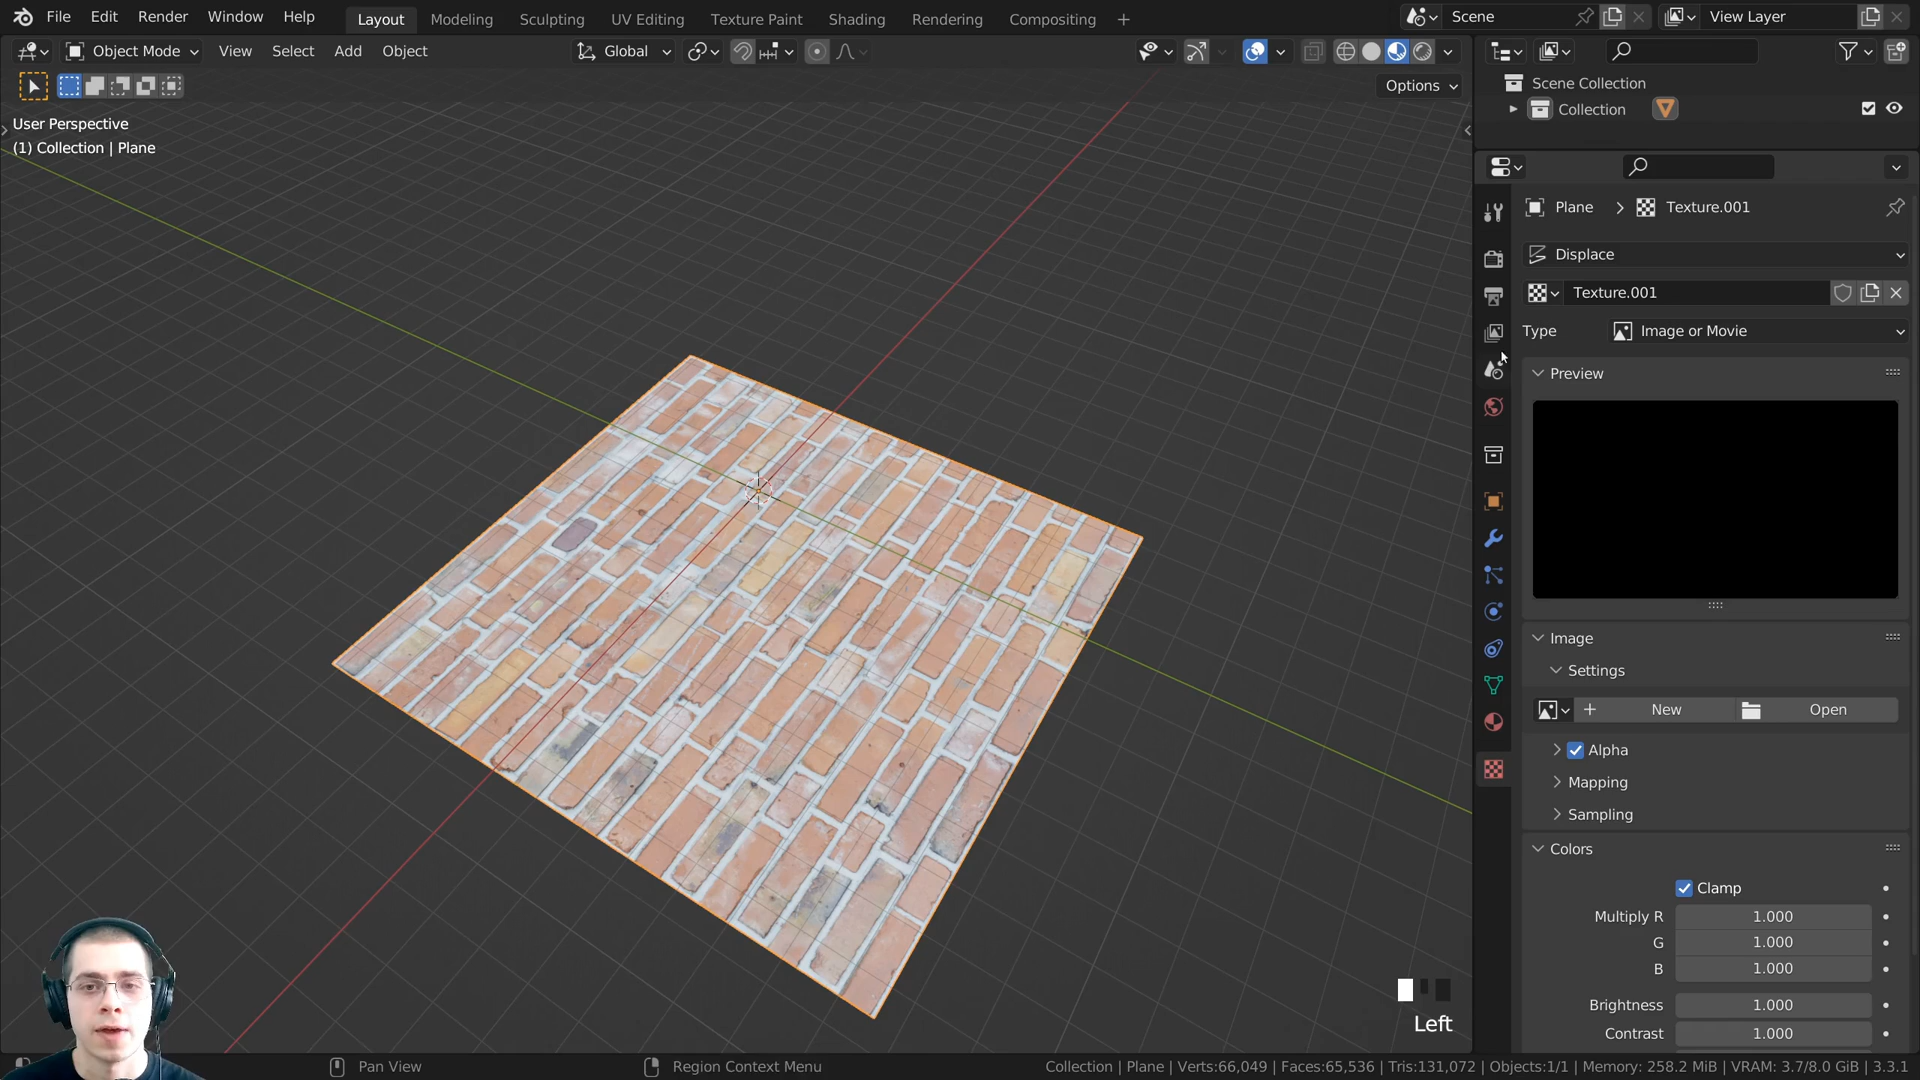 File Edit Render Window Help Layout Modeling Sculpting UV Editing Texture Paint Shading Rendering Compositing + Scene View Layer
Object Mode View Select Add Object Global
Options
User Perspective
(1) Collection | Plane
Scene Collection
Collection
Plane > Texture.001
Displace
Texture.001
Type Image or Movie
Preview
Image
Settings
+ New Open
Alpha
Mapping
Sampling
Colors
Clamp
Multiply R 1.000
G 1.000
B 1.000
Brightness 1.000
Contrast 1.000
Left
Pan View Region Context Menu Collection | Plane | Verts:66,049 | Faces:65,536 | Tris:131,072 | Objects:1/1 | Memory: 258.2 MiB | VRAM: 3.7/8.0 GiB | 3.3.1